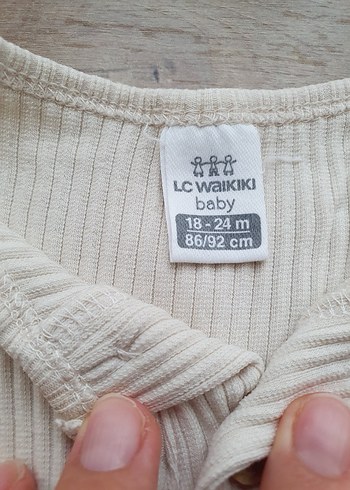 LC WAIKIKI
baby
18 - 24 m
86/92 cm